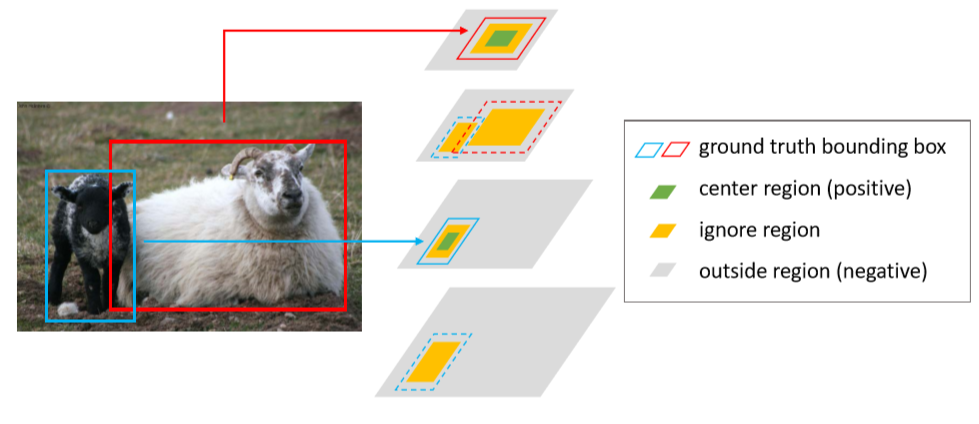 ground truth bounding box
center region (positive)
ignore region
outside region (negative)